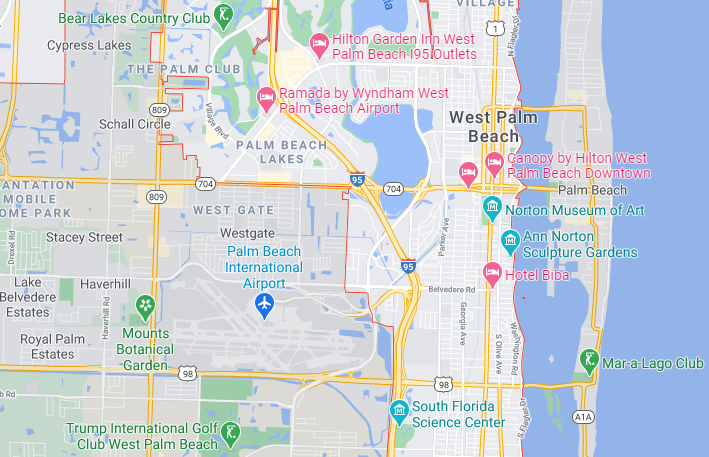 VILLAGE
Bear Lakes Country Club
1
N Flagler Dr
Cypress Lakes
Hilton Garden Inn West
Palm Beach I95/Outlets
THE PALM CLUB
Ramada by Wyndham West
Palm Beach Airport
809
Schall Circle
Village Blvd
West Palm
Beach
PALM BEACH
LAKES
Canopy by Hilton West
Palm Beach Downtown
95
704
704
Palm Beach
ANTATION
MOBILE
OME PARK
809
WEST GATE
Norton Museum of Art
Parker Ave
Stacey Street
Westgate
Drexel Rd
Palm Beach
International
Airport
Ann Norton
Sculpture Gardens
95
Hotel Biba
Lake
Belvedere
Estates
Haverhill
Haverhill Rd
Belvedere Rd
Georgia Ave
S Olive Ave
Washington Rd
Royal Palm
Estates
Mounts
Botanical
Garden
Mar-a-Lago Club
98
98
South Florida
Science Center
S Flagler Dr
A1A
b Rd
Trump International Golf
Club West Palm Beach